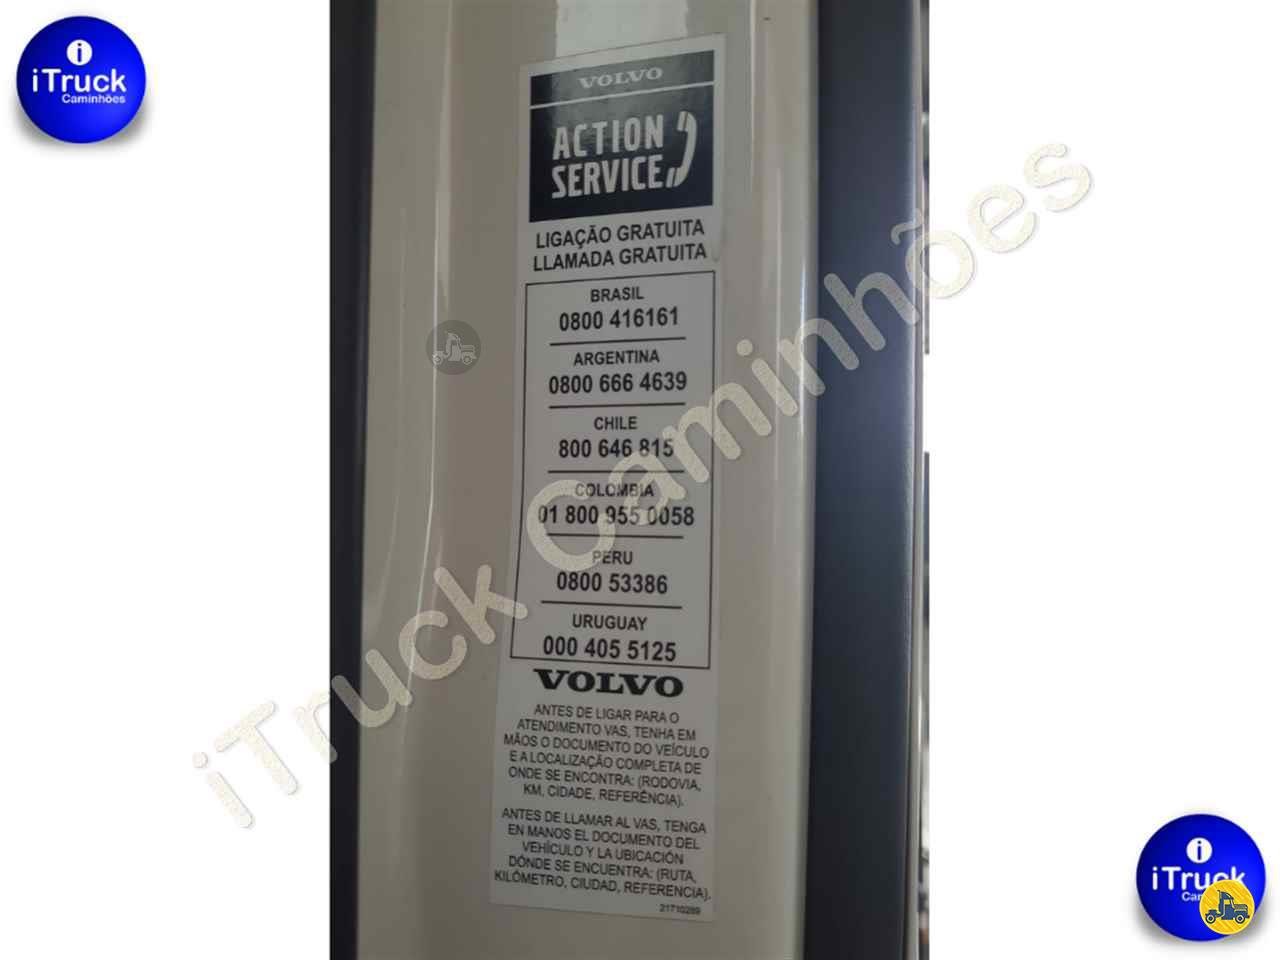 iTruck
Caminhões
VOLVO
ACTION
SERVICE
LIGAÇÃO GRATUITA
LLAMADA GRATUITA
BRASIL
0800 416161
ARGENTINA
0800 666 4639
CHILE
800 646 815
COLOMBIA
01 800 955 0058
PERU
0800 53386
URUGUAY
000 405 5125
VOLVO
ANTES DE LIGAR PARA O
ATENDIMENTO VAS, TENHA EM
MÃOS O DOCUMENTO DO VEÍCULO
E A LOCALIZAÇÃO COMPLETA DE
ONDE SE ENCONTRA: (RODOVIA,
KM, CIDADE, REFERÊNCIA).
ANTES DE LLAMAR AL VAS, TENGA
EN MANOS EL DOCUMENTO DEL
VEHÍCULO Y LA UBICACIÓN
DÓNDE SE ENCUENTRA: (RUTA,
KILÓMETRO, CIUDAD, REFERENCIA).
21710289
iTruck Caminhões
iTruck